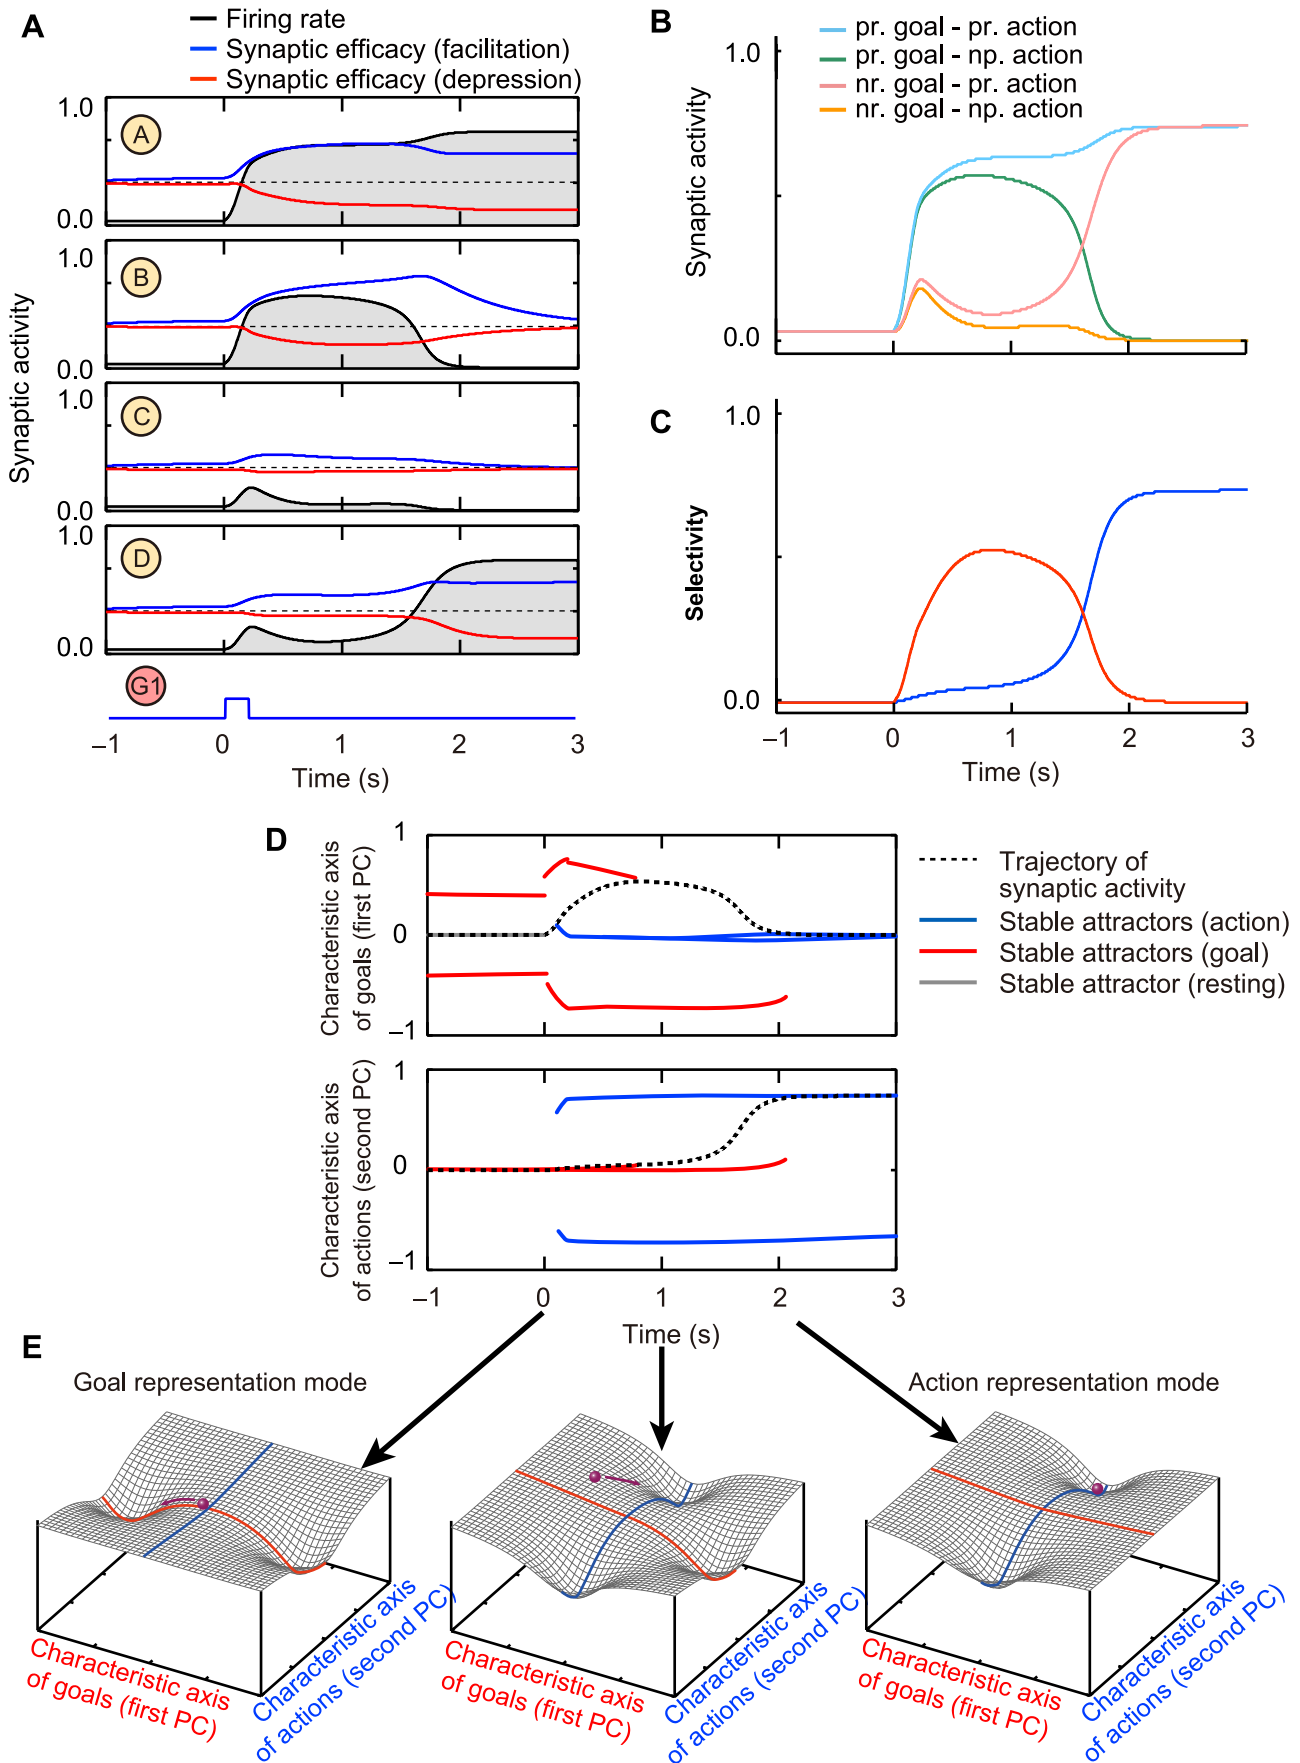 A
Firing rate
Synaptic efficacy (facilitation)
Synaptic efficacy (depression)
Synaptic activity
1.0
A
0.0
1.0
B
0.0
1.0
C
0.0
1.0
D
0.0
G1
–1 0 1 2 3
Time (s)
B
pr. goal - pr. action
pr. goal - np. action
nr. goal - pr. action
nr. goal - np. action
Synaptic activity
1.0
0.0
C
Selectivity
1.0
0.0
–1 0 1 2 3
Time (s)
D
Characteristic axis
of goals (first PC)
1
0
–1
Trajectory of
synaptic activity
Stable attractors (action)
Stable attractors (goal)
Stable attractor (resting)
Characteristic axis
of actions (second PC)
1
0
–1
–1 0 1 2 3
Time (s)
E
Goal representation mode
Action representation mode
Characteristic axis
of goals (first PC)
Characteristic axis
of actions (second PC)
Characteristic axis
of goals (first PC)
Characteristic axis
of actions (second PC)
Characteristic axis
of goals (first PC)
Characteristic axis
of actions (second PC)